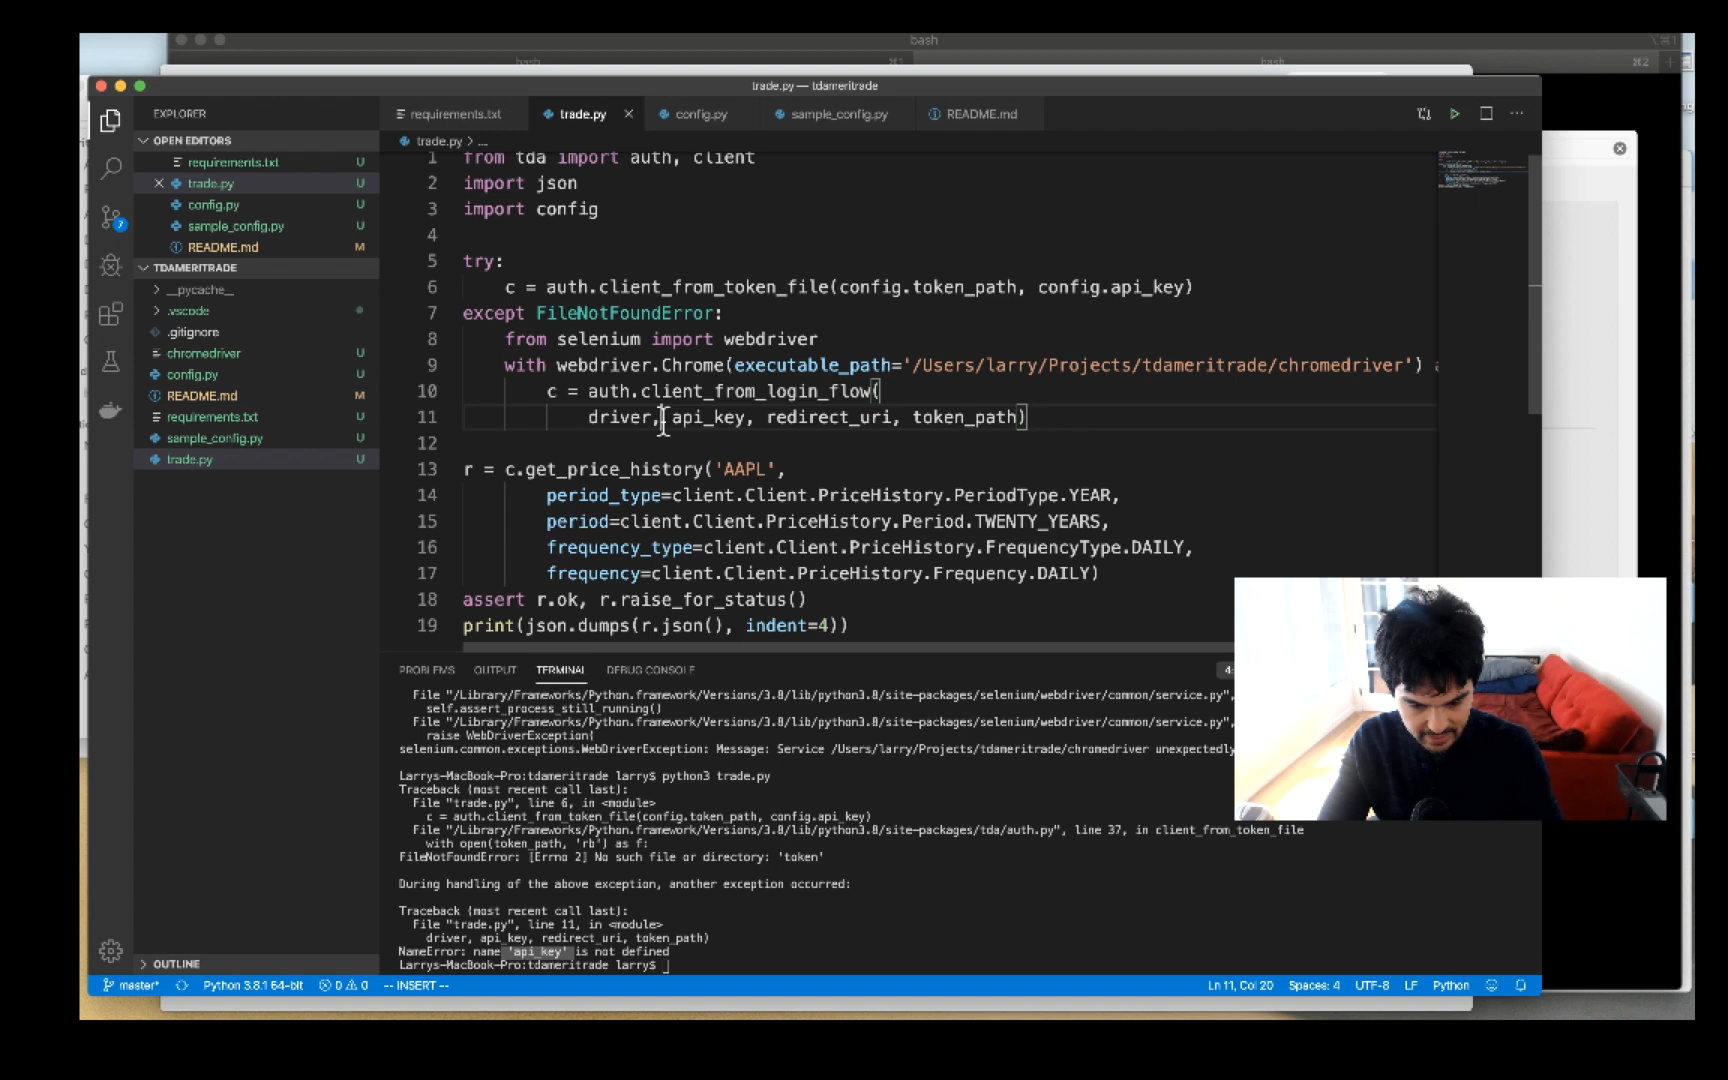 bash
bash
bash
⌘1
⌘2
trade.py — tdameritrade
EXPLORER
requirements.txt
trade.py
config.py
sample_config.py
README.md
OPEN EDITORS
trade.py > ...
requirements.txt U
trade.py U
config.py U
sample_config.py U
README.md M
TDAMERITRADE
__pycache__
.vscode
.gitignore
chromedriver U
config.py U
README.md M
requirements.txt U
sample_config.py U
trade.py U
OUTLINE
1 from tda import auth, client
2 import json
3 import config
4
5 try:
6 c = auth.client_from_token_file(config.token_path, config.api_key)
7 except FileNotFoundError:
8 from selenium import webdriver
9 with webdriver.Chrome(executable_path='/Users/larry/Projects/tdameritrade/chromedriver') a
10 c = auth.client_from_login_flow(
11 driver, api_key, redirect_uri, token_path)
12
13 r = c.get_price_history('AAPL',
14 period_type=client.Client.PriceHistory.PeriodType.YEAR,
15 period=client.Client.PriceHistory.Period.TWENTY_YEARS,
16 frequency_type=client.Client.PriceHistory.FrequencyType.DAILY,
17 frequency=client.Client.PriceHistory.Frequency.DAILY)
18 assert r.ok, r.raise_for_status()
19 print(json.dumps(r.json(), indent=4))
PROBLEMS OUTPUT TERMINAL DEBUG CONSOLE 4:
File "/Library/Frameworks/Python.framework/Versions/3.8/lib/python3.8/site-packages/selenium/webdriver/common/service.py",
self.assert_process_still_running()
File "/Library/Frameworks/Python.framework/Versions/3.8/lib/python3.8/site-packages/selenium/webdriver/common/service.py",
raise WebDriverException(
selenium.common.exceptions.WebDriverException: Message: Service /Users/larry/Projects/tdameritrade/chromedriver unexpectedly
Larrys-MacBook-Pro:tdameritrade larry$ python3 trade.py
Traceback (most recent call last):
File "trade.py", line 6, in <module>
c = auth.client_from_token_file(config.token_path, config.api_key)
File "/Library/Frameworks/Python.framework/Versions/3.8/lib/python3.8/site-packages/tda/auth.py", line 37, in client_from_token_file
with open(token_path, 'rb') as f:
FileNotFoundError: [Errno 2] No such file or directory: 'token'
During handling of the above exception, another exception occurred:
Traceback (most recent call last):
File "trade.py", line 11, in <module>
driver, api_key, redirect_uri, token_path)
NameError: name 'api_key' is not defined
Larrys-MacBook-Pro:tdameritrade larry$
master* Python 3.8.1 64-bit 0 0 -- INSERT -- Ln 11, Col 20 Spaces: 4 UTF-8 LF Python
7